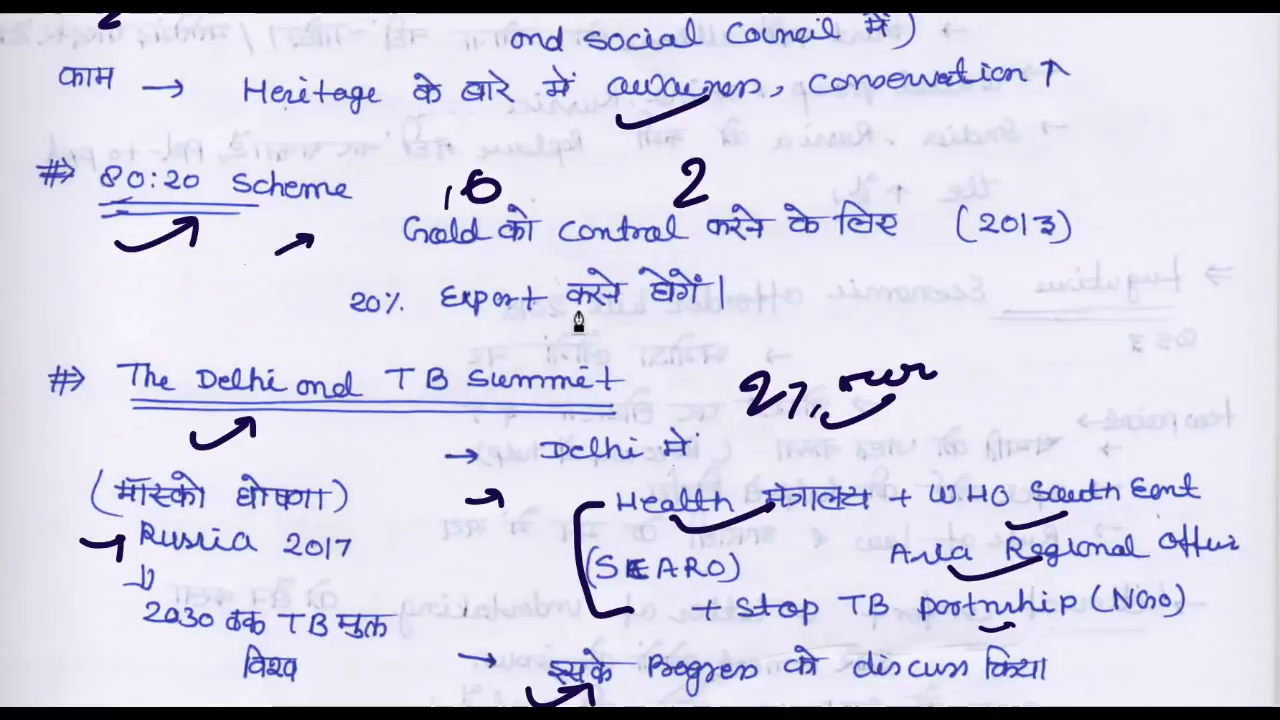 and Social Council में)
काम → Heritage के बारे में awareness, conservation ↑
#⇒ 80:20 Scheme
10 2
Gold को control करने के लिए (2013)
20% Export करने होगें।
#⇒ The Delhi end TB Summit
→ Delhi में
(मॉस्को घोषणा)
→ Health मंत्रालय + WHO South East
Russia 2017
Asia Regional Office
(SEARO)
⇓
+ Stop TB partnership (NGO)
2030 तक TB मुक्त
विश्व
→ इसके Progress को discuss किया